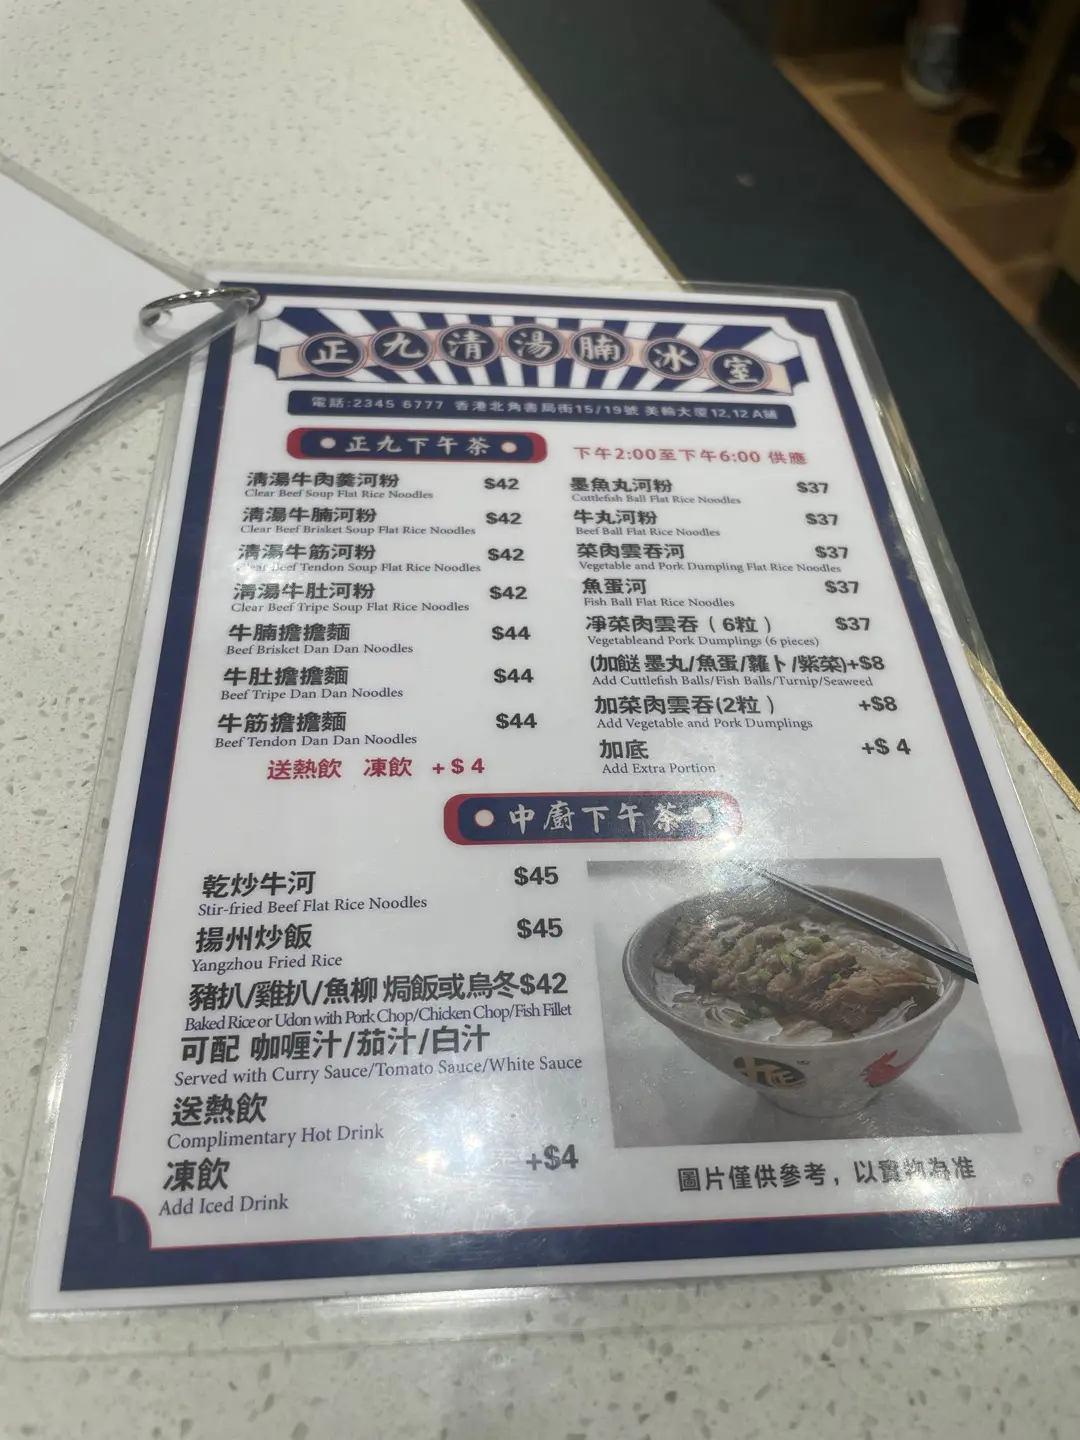 正九清湯腩冰室
電話:2345 6777 香港北角書局街15/19號 美輪大廈12,12A鋪
正九下午茶
下午2:00至下午6:00 供應
清湯牛肉羹河粉 $42
Clear Beef Soup Flat Rice Noodles
清湯牛腩河粉 $42
Clear Beef Brisket Soup Flat Rice Noodles
清湯牛筋河粉 $42
Clear Beef Tendon Soup Flat Rice Noodles
清湯牛肚河粉 $42
Clear Beef Tripe Soup Flat Rice Noodles
牛腩擔擔麵 $44
Beef Brisket Dan Dan Noodles
牛肚擔擔麵 $44
Beef Tripe Dan Dan Noodles
牛筋擔擔麵 $44
Beef Tendon Dan Dan Noodles
送熱飲 凍飲 +$4
墨魚丸河粉 $37
Cuttlefish Ball Flat Rice Noodles
牛丸河粉 $37
Beef Ball Flat Rice Noodles
菜肉雲吞河 $37
Vegetable and Pork Dumpling Flat Rice Noodles
魚蛋河 $37
Fish Ball Flat Rice Noodles
凈菜肉雲吞（6粒） $37
Vegetableand Pork Dumplings (6 pieces)
(加餸 墨丸/魚蛋/蘿卜/紫菜)+$8
Add Cuttlefish Balls/Fish Balls/Turnip/Seaweed
加菜肉雲吞(2粒） +$8
Add Vegetable and Pork Dumplings
加底 +$ 4
Add Extra Portion
中廚下午茶
乾炒牛河 $45
Stir-fried Beef Flat Rice Noodles
揚州炒飯 $45
Yangzhou Fried Rice
豬扒/雞扒/魚柳 焗飯或烏冬$42
Baked Rice or Udon with Pork Chop/Chicken Chop/Fish Fillet
可配 咖喱汁/茄汁/白汁
Served with Curry Sauce/Tomato Sauce/White Sauce
送熱飲
Complimentary Hot Drink
凍飲 +$4
Add Iced Drink
圖片僅供參考，以實物為准